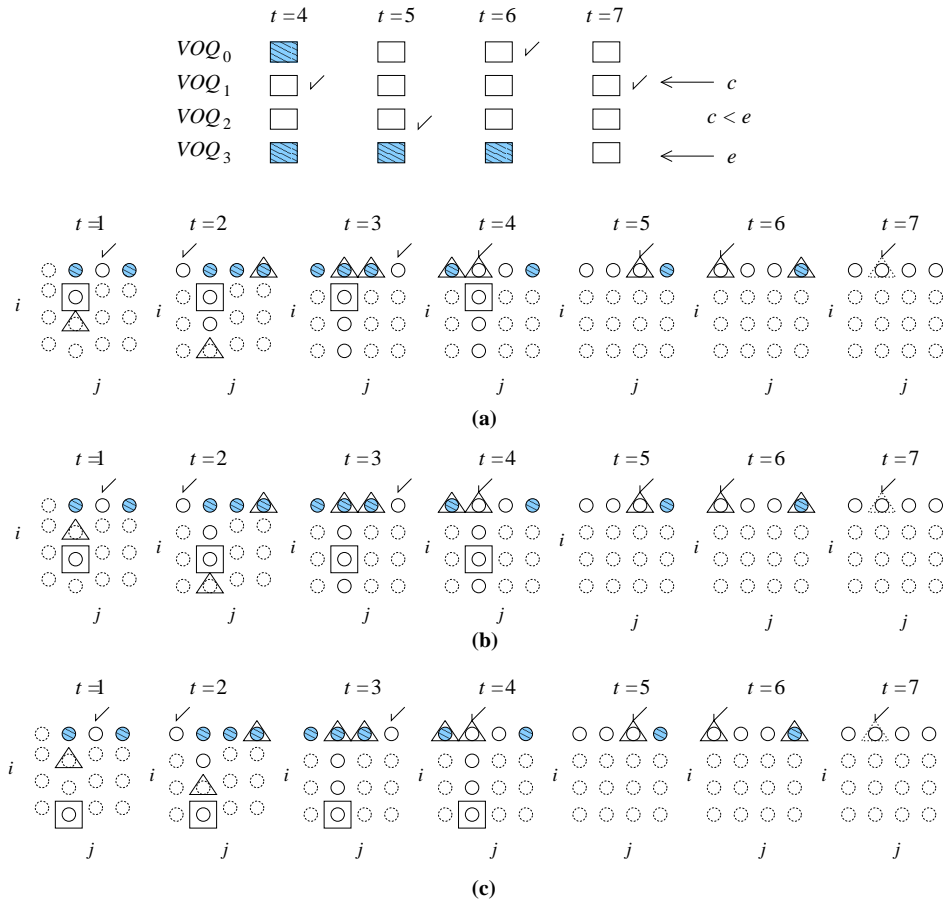 t = 4 t = 5 t = 6 t = 7
VOQ0
VOQ1 c
VOQ2 c < e
VOQ3 e
t = 1 t = 2 t = 3 t = 4 t = 5 t = 6 t = 7
i i i i i i i
j j j j j j j
(a)
t = 1 t = 2 t = 3 t = 4 t = 5 t = 6 t = 7
i i i i i i i
j j j j j j j
(b)
t = 1 t = 2 t = 3 t = 4 t = 5 t = 6 t = 7
i i i i i i i
j j j j j j j
(c)